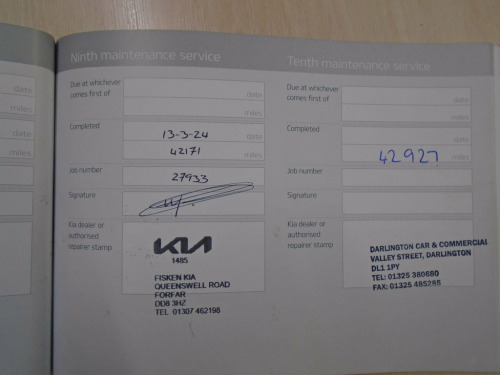 Ninth maintenance service
Due at whichever
comes first of
date
miles
Completed
13-3-24
date
42171
miles
Job number
27933
Signature
Kia dealer or
authorised
repairer stamp
KIA
1485
FISKEN KIA
QUEENSWELL ROAD
FORFAR
DD8 3HZ
TEL 01307 462198
Tenth maintenance service
Due at whichever
comes first of
date
miles
Completed
date
42927
miles
Job number
Signature
Kia dealer or
authorised
repairer stamp
DARLINGTON CAR & COMMERCIAL
VALLEY STREET, DARLINGTON
DL1 1PY
TEL: 01325 380680
FAX: 01325 485285
date
miles
date
miles